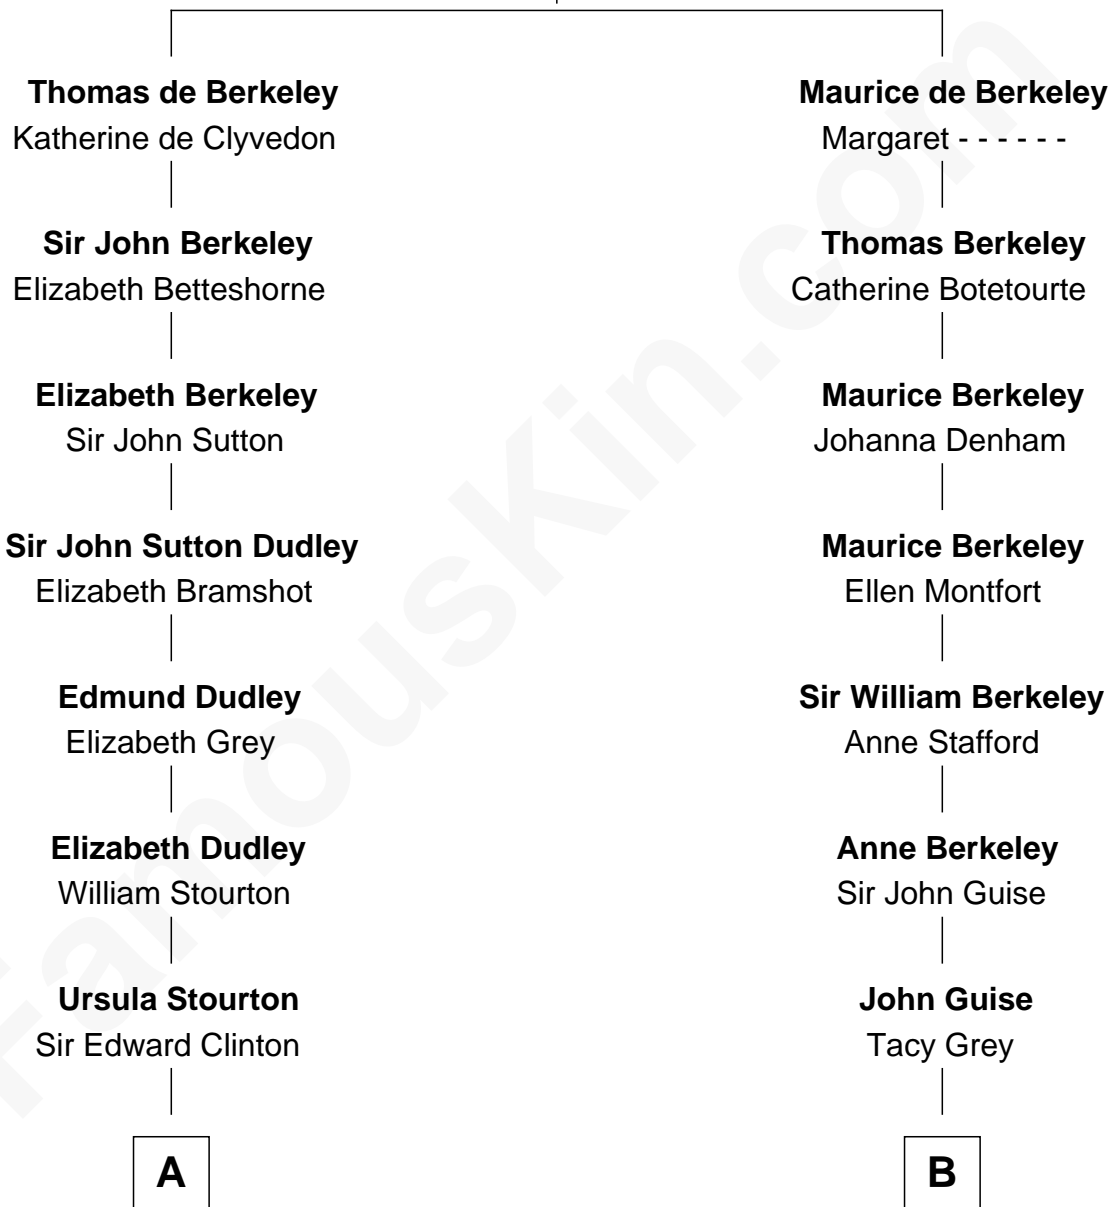 Thomas de Berkeley
Katherine de Clyvedon
Maurice de Berkeley
Margaret - - - - - -
Sir John Berkeley
Elizabeth Betteshorne
Thomas Berkeley
Catherine Botetourte
Elizabeth Berkeley
Sir John Sutton
Maurice Berkeley
Johanna Denham
Sir John Sutton Dudley
Elizabeth Bramshot
Maurice Berkeley
Ellen Montfort
Edmund Dudley
Elizabeth Grey
Sir William Berkeley
Anne Stafford
Elizabeth Dudley
William Stourton
Anne Berkeley
Sir John Guise
Ursula Stourton
Sir Edward Clinton
John Guise
Tacy Grey
A
B
FamousKin.com